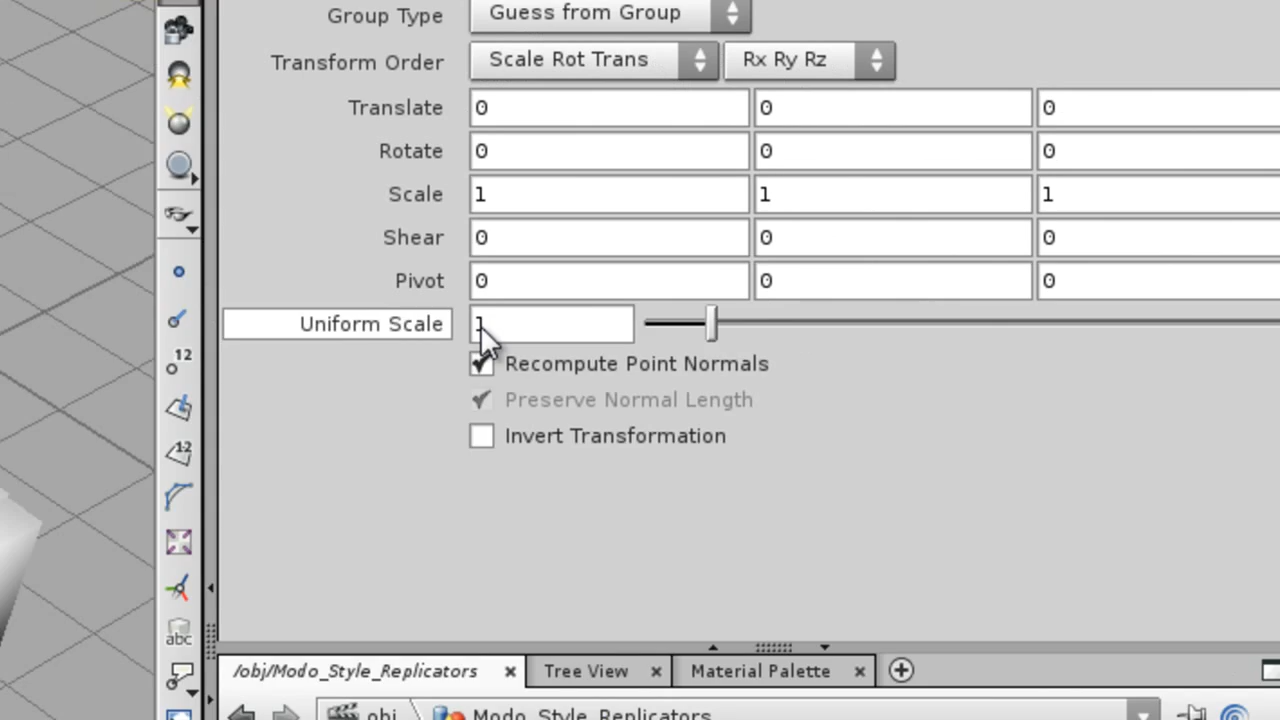 Group Type Guess from Group
Transform Order Scale Rot Trans Rx Ry Rz
Translate 0 0 0
Rotate 0 0 0
Scale 1 1 1
Shear 0 0 0
Pivot 0 0 0
Uniform Scale 1
Recompute Point Normals
Preserve Normal Length
Invert Transformation
12
12
abc
/obj/Modo_Style_Replicators Tree View Material Palette
obj Modo_Style_Replicators